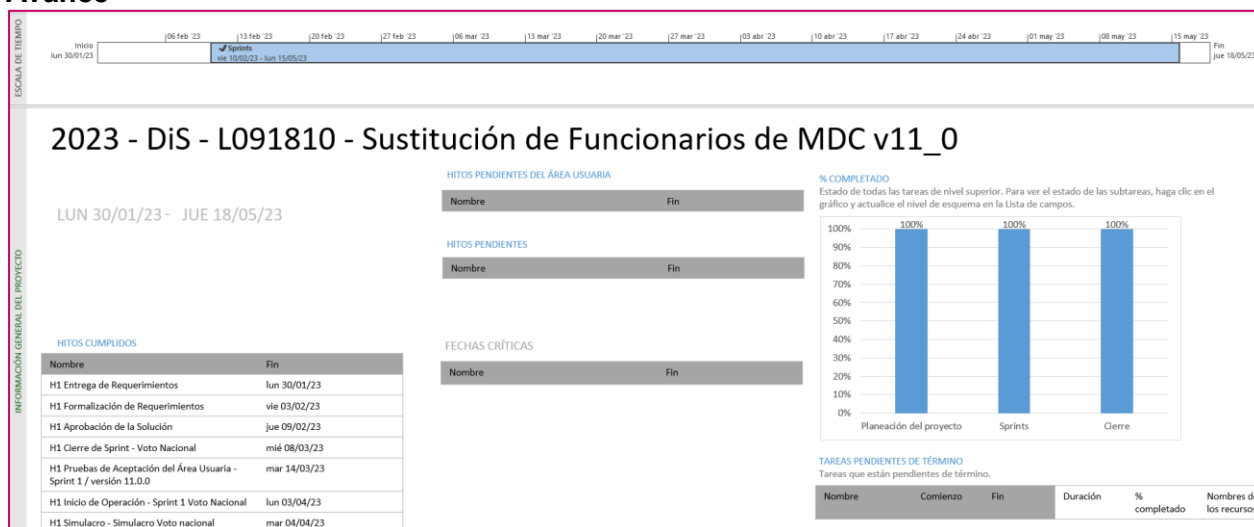 Avance
ESCALA DE TIEMPO
|06 feb '23 |13 feb '23 |20 feb '23 |27 feb '23 |06 mar '23 |13 mar '23 |20 mar '23 |27 mar '23 |03 abr '23 |10 abr '23 |17 abr '23 |24 abr '23 |01 may '23 |08 may '23 |15 may '23
Inicio
lun 30/01/23
Sprints
vie 10/02/23 - lun 15/05/23
Fin
jue 18/05/23
INFORMACIÓN GENERAL DEL PROYECTO
2023 - DiS - L091810 - Sustitución de Funcionarios de MDC v11_0
LUN 30/01/23 - JUE 18/05/23
HITOS CUMPLIDOS
Nombre Fin
H1 Entrega de Requerimientos lun 30/01/23
H1 Formalización de Requerimientos vie 03/02/23
H1 Aprobación de la Solución jue 09/02/23
H1 Cierre de Sprint - Voto Nacional mié 08/03/23
H1 Pruebas de Aceptación del Área Usuaria - mar 14/03/23
Sprint 1 / versión 11.0.0
H1 Inicio de Operación - Sprint 1 Voto Nacional lun 03/04/23
H1 Simulacro - Simulacro Voto nacional mar 04/04/23
HITOS PENDIENTES DEL ÁREA USUARIA
Nombre Fin
HITOS PENDIENTES
Nombre Fin
FECHAS CRÍTICAS
Nombre Fin
% COMPLETADO
Estado de todas las tareas de nivel superior. Para ver el estado de las subtareas, haga clic en el
gráfico y actualice el nivel de esquema en la Lista de campos.
100% 100% 100%
100%
90%
80%
70%
60%
50%
40%
30%
20%
10%
0%
Planeación del proyecto Sprints Cierre
TAREAS PENDIENTES DE TÉRMINO
Tareas que están pendientes de término.
Nombre Comienzo Fin Duración % Nombres de
completado los recursos